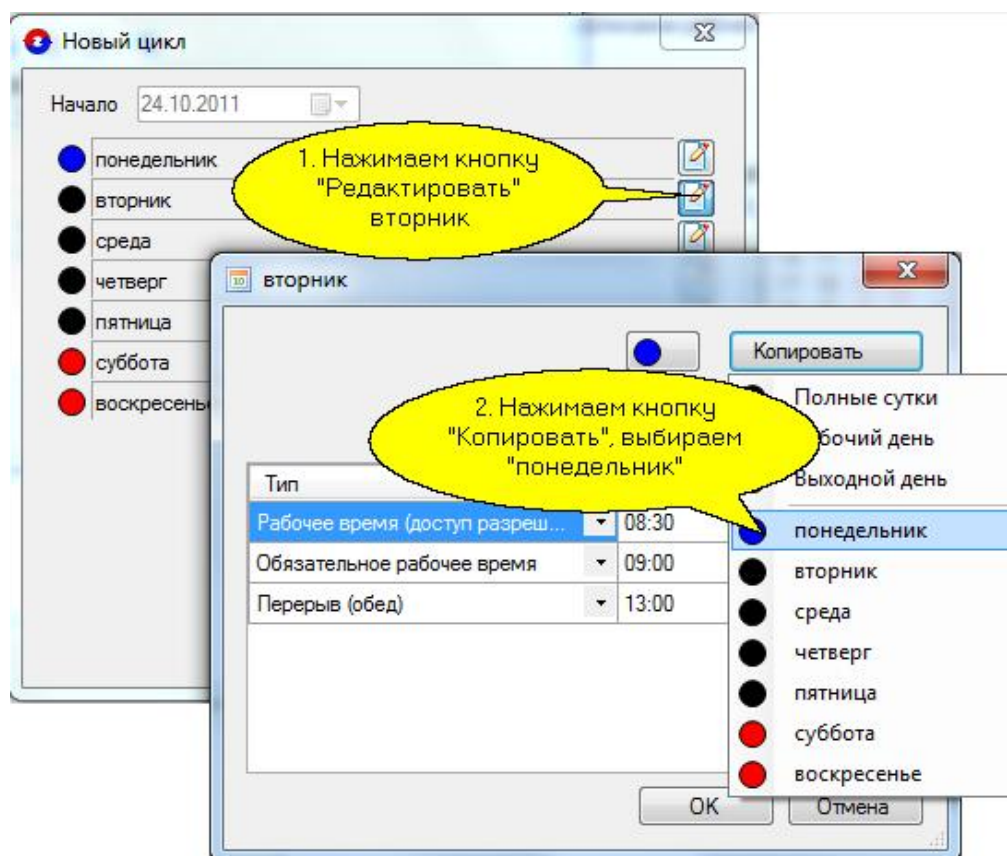 Новый цикл
Начало 24.10.2011
понедельник
вторник
среда
четверг
пятница
суббота
1. Нажимаем кнопку
"Редактировать"
вторник
вторник
Копировать
2. Нажимаем кнопку
"Копировать", выбираем
"понедельник"
Тип
Рабочее время (доступ разреш... 08:30
Обязательное рабочее время 09:00
Перерыв (обед) 13:00
Полные сутки
день
Выходной день
понедельник
вторник
среда
четверг
пятница
суббота
воскресенье
OK Отмена